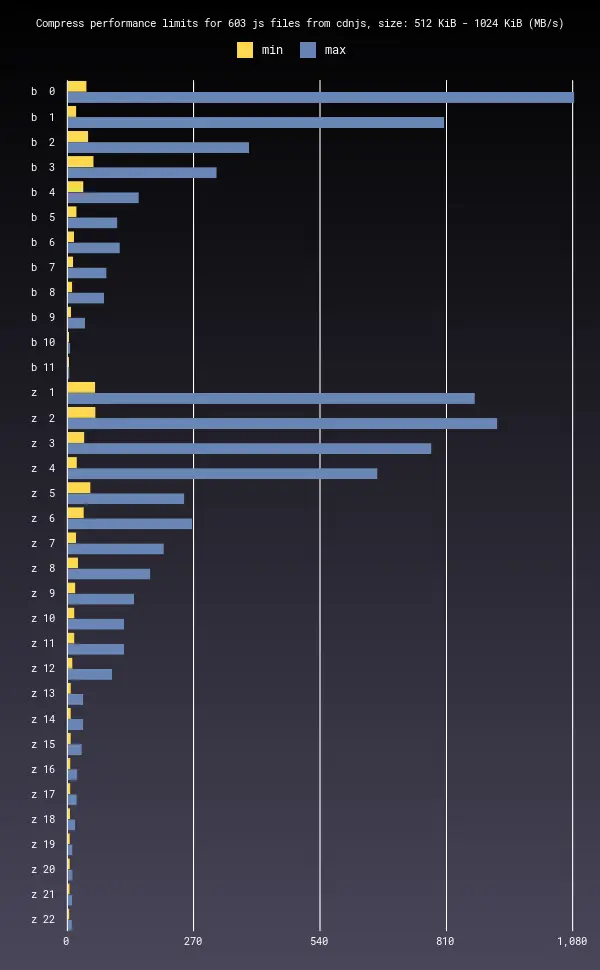 Compress performance limits for 603 js files from cdnjs, size: 512 KiB - 1024 KiB (MB/s)
min max
b 0
b 1
b 2
b 3
b 4
b 5
b 6
b 7
b 8
b 9
b 10
b 11
z 1
z 2
z 3
z 4
z 5
z 6
z 7
z 8
z 9
z 10
z 11
z 12
z 13
z 14
z 15
z 16
z 17
z 18
z 19
z 20
z 21
z 22
0 270 540 810 1,080